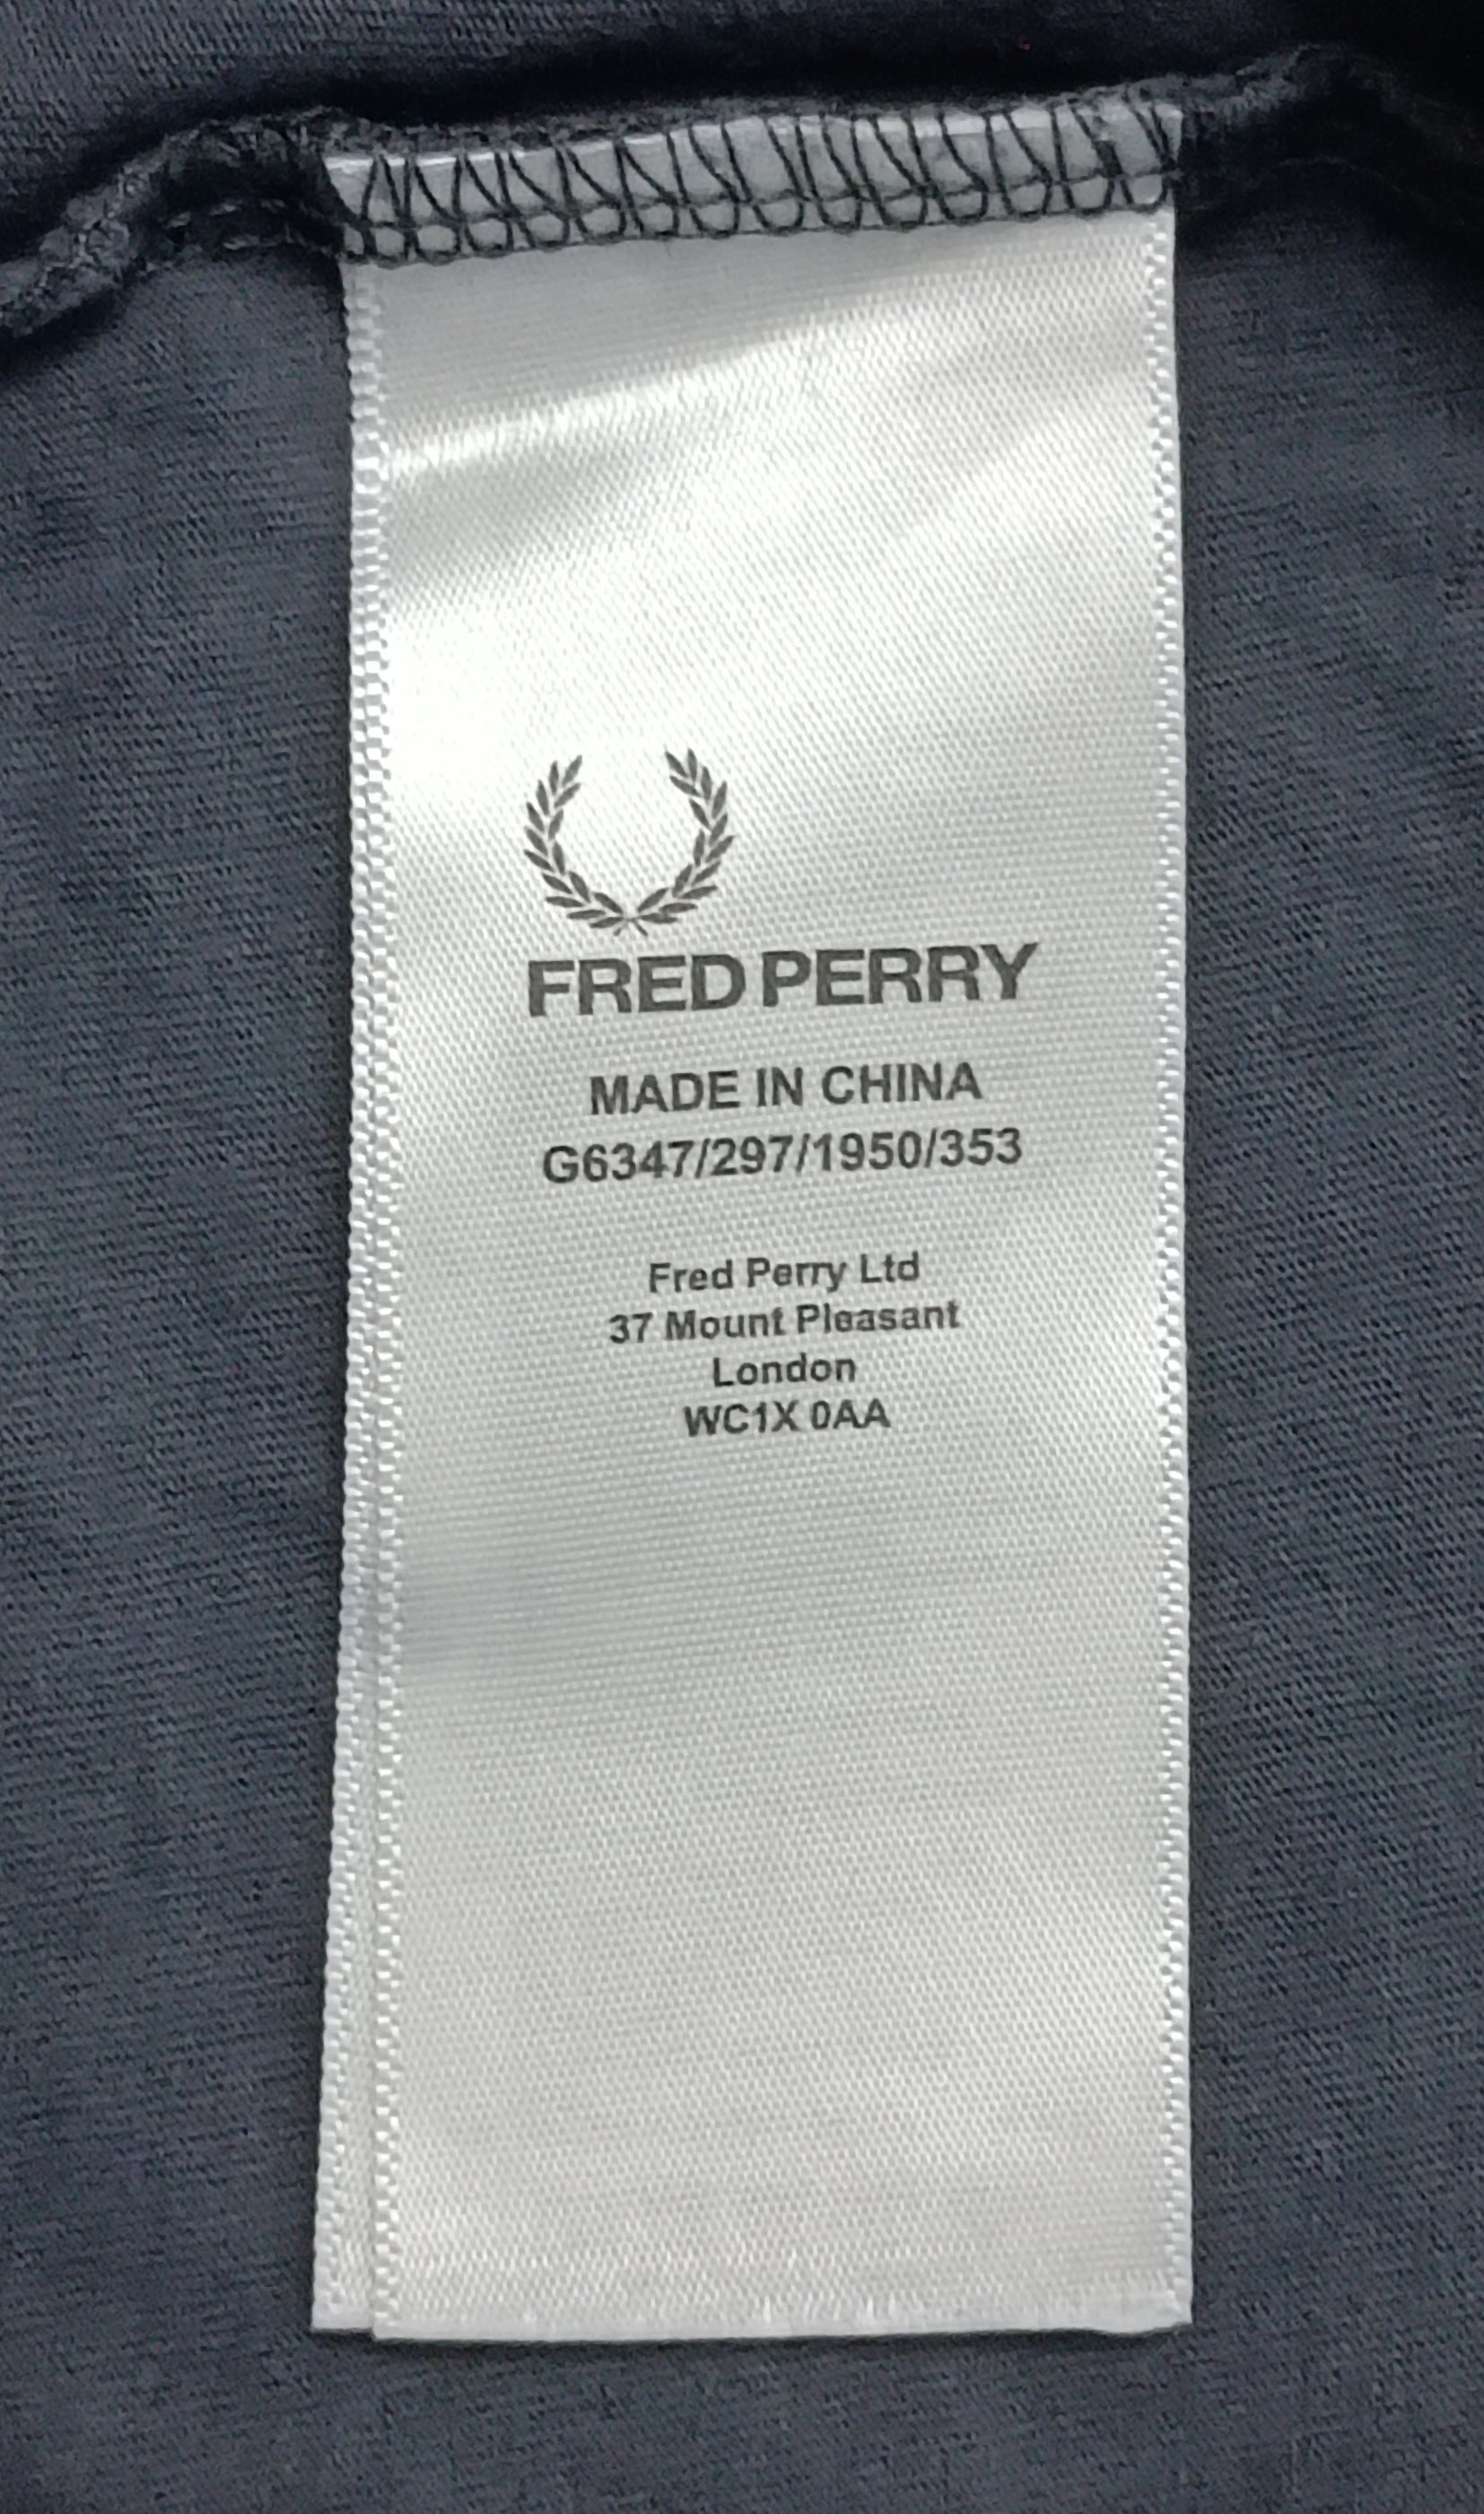 FRED PERRY
MADE IN CHINA
G6347/297/1950/353
Fred Perry Ltd
37 Mount Pleasant
London
WC1X 0AA